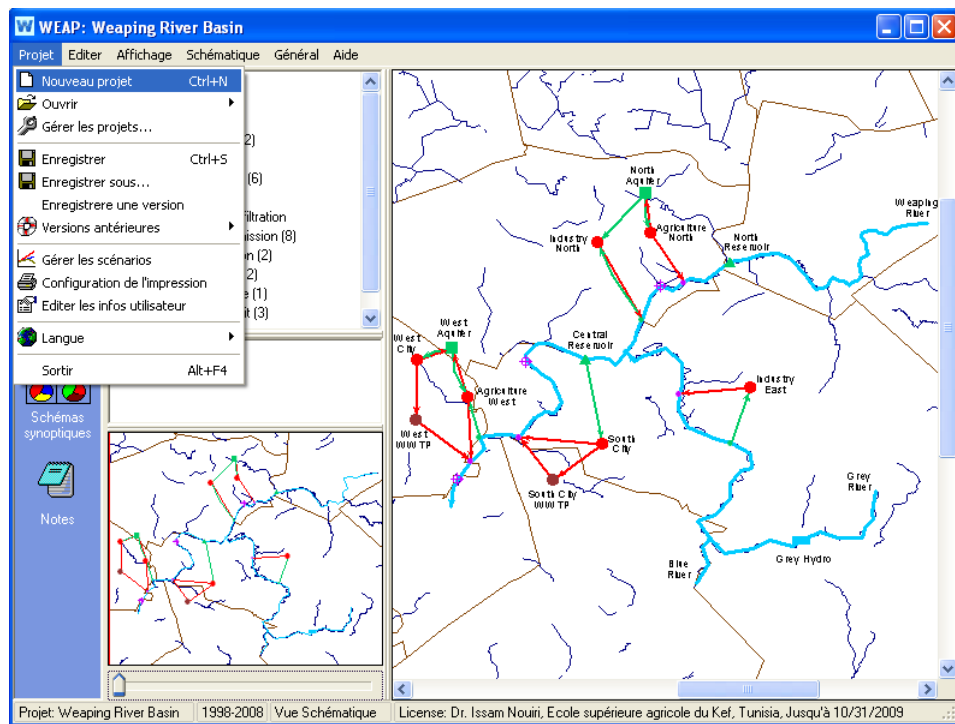 WEAP: Weaping River Basin
Projet Editer Affichage Schématique Général Aide
Nouveau projet Ctrl+N
Ouvrir
Gérer les projets...
Enregistrer Ctrl+S
Enregistrer sous...
Enregistrere une version
Versions antérieures
Gérer les scénarios
Configuration de l'impression
Editer les infos utilisateur
Langue
Sortir Alt+F4
2)
(6)
filtration
mission (8)
on (2)
2)
e (1)
it (3)
Schémas
synoptiques
Notes
North
Aquifer
Weaping
River
Industry
North
Agriculture
North
North
Reservoir
West
Aquifer
West
City
Central
Reservoir
Agriculture
West
Industry
East
West
WWTP
South
City
South City
WWTP
Grey
River
Blue
River
Grey Hydro
Projet: Weaping River Basin 1998-2008 Vue Schématique License: Dr. Issam Nouiri, Ecole supérieure agricole du Kef, Tunisia, Jusqu'à 10/31/2009